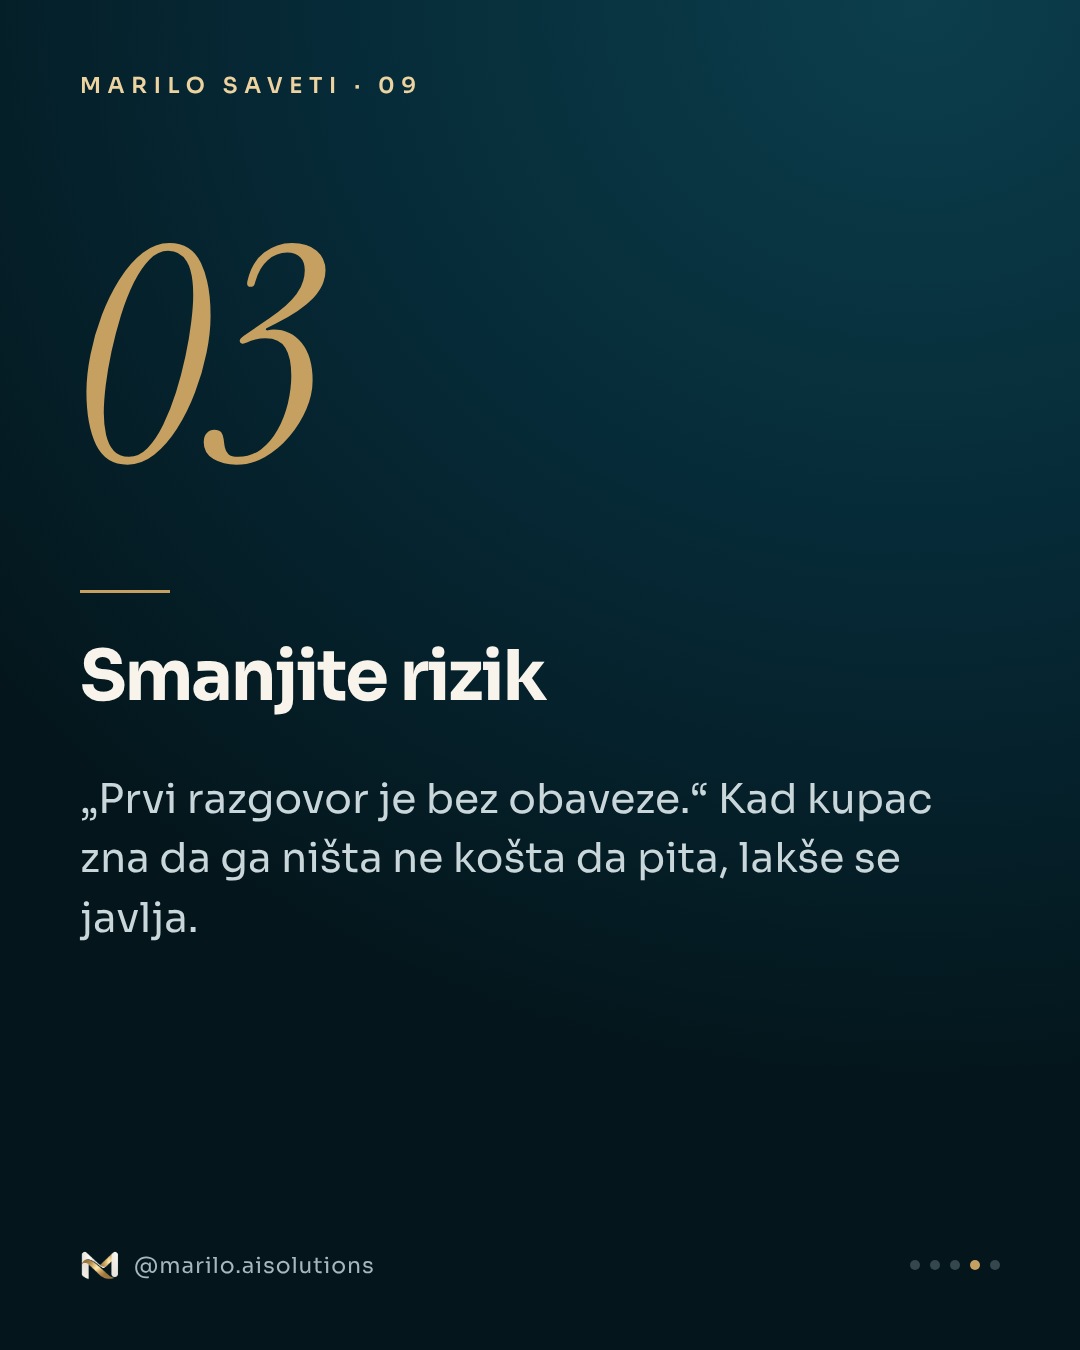 MARILO SAVETI · 09
03
Smanjite rizik
„Prvi razgovor je bez obaveze.“ Kad kupac
zna da ga ništa ne košta da pita, lakše se
javlja.
@marilo.aisolutions